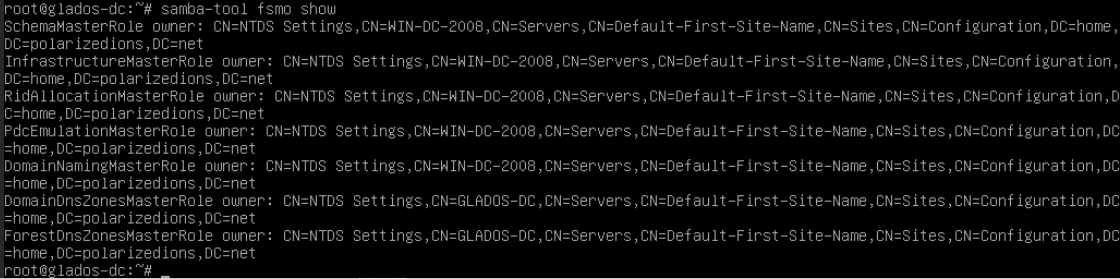 root@glados-dc:~# samba-tool fsmo show
SchemaMasterRole owner: CN=NTDS Settings,CN=WIN-DC-2008,CN=Servers,CN=Default-First-Site-Name,CN=Sites,CN=Configuration,DC=home,
DC=polarizedions,DC=net
InfrastructureMasterRole owner: CN=NTDS Settings,CN=WIN-DC-2008,CN=Servers,CN=Default-First-Site-Name,CN=Sites,CN=Configuration,
DC=home,DC=polarizedions,DC=net
RidAllocationMasterRole owner: CN=NTDS Settings,CN=WIN-DC-2008,CN=Servers,CN=Default-First-Site-Name,CN=Sites,CN=Configuration,D
C=home,DC=polarizedions,DC=net
PdcEmulationMasterRole owner: CN=NTDS Settings,CN=WIN-DC-2008,CN=Servers,CN=Default-First-Site-Name,CN=Sites,CN=Configuration,DC
=home,DC=polarizedions,DC=net
DomainNamingMasterRole owner: CN=NTDS Settings,CN=WIN-DC-2008,CN=Servers,CN=Default-First-Site-Name,CN=Sites,CN=Configuration,DC
=home,DC=polarizedions,DC=net
DomainDnsZonesMasterRole owner: CN=NTDS Settings,CN=GLADOS-DC,CN=Servers,CN=Default-First-Site-Name,CN=Sites,CN=Configuration,DC
=home,DC=polarizedions,DC=net
ForestDnsZonesMasterRole owner: CN=NTDS Settings,CN=GLADOS-DC,CN=Servers,CN=Default-First-Site-Name,CN=Sites,CN=Configuration,DC
=home,DC=polarizedions,DC=net
root@glados-dc:~# _